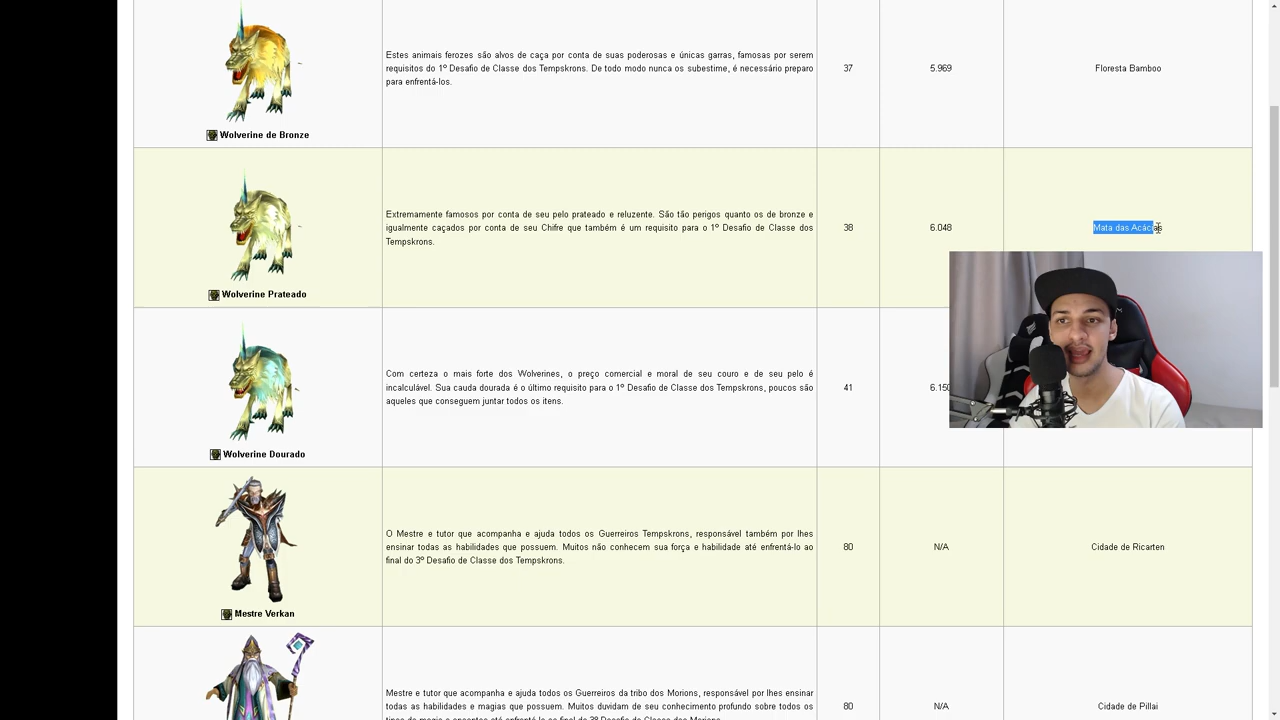 Estes animais ferozes são alvos de caça por conta de suas poderosas e únicas garras, famosas por serem
requisitos do 1º Desafio de Classe dos Tempskrons. De todo modo nunca os subestime, é necessário preparo
para enfrentá-los.
37
5.969
Floresta Bamboo
Wolverine de Bronze
Extremamente famosos por conta de seu pelo prateado e reluzente. São tão perigos quanto os de bronze e
igualmente caçados por conta de seu Chifre que também é um requisito para o 1º Desafio de Classe dos
Tempskrons.
38
6.048
Mata das Acácias
Wolverine Prateado
Com certeza o mais forte dos Wolverines, o preço comercial e moral de seu couro e de seu pelo é
incalculável. Sua cauda dourada é o último requisito para o 1º Desafio de Classe dos Tempskrons, poucos são
aqueles que conseguem juntar todos os itens.
41
Wolverine Dourado
O Mestre e tutor que acompanha e ajuda todos os Guerreiros Tempskrons, responsável também por lhes
ensinar todas as habilidades que possuem. Muitos não conhecem sua força e habilidade até enfrentá-lo ao
final do 3º Desafio de Classe dos Tempskrons.
80
N/A
Cidade de Ricarten
Mestre Verkan
Mestre e tutor que acompanha e ajuda todos os Guerreiros da tribo dos Morions, responsável por lhes ensinar
todas as habilidades e magias que possuem. Muitos duvidam de seu conhecimento profundo sobre todos os
80
N/A
Cidade de Pillai